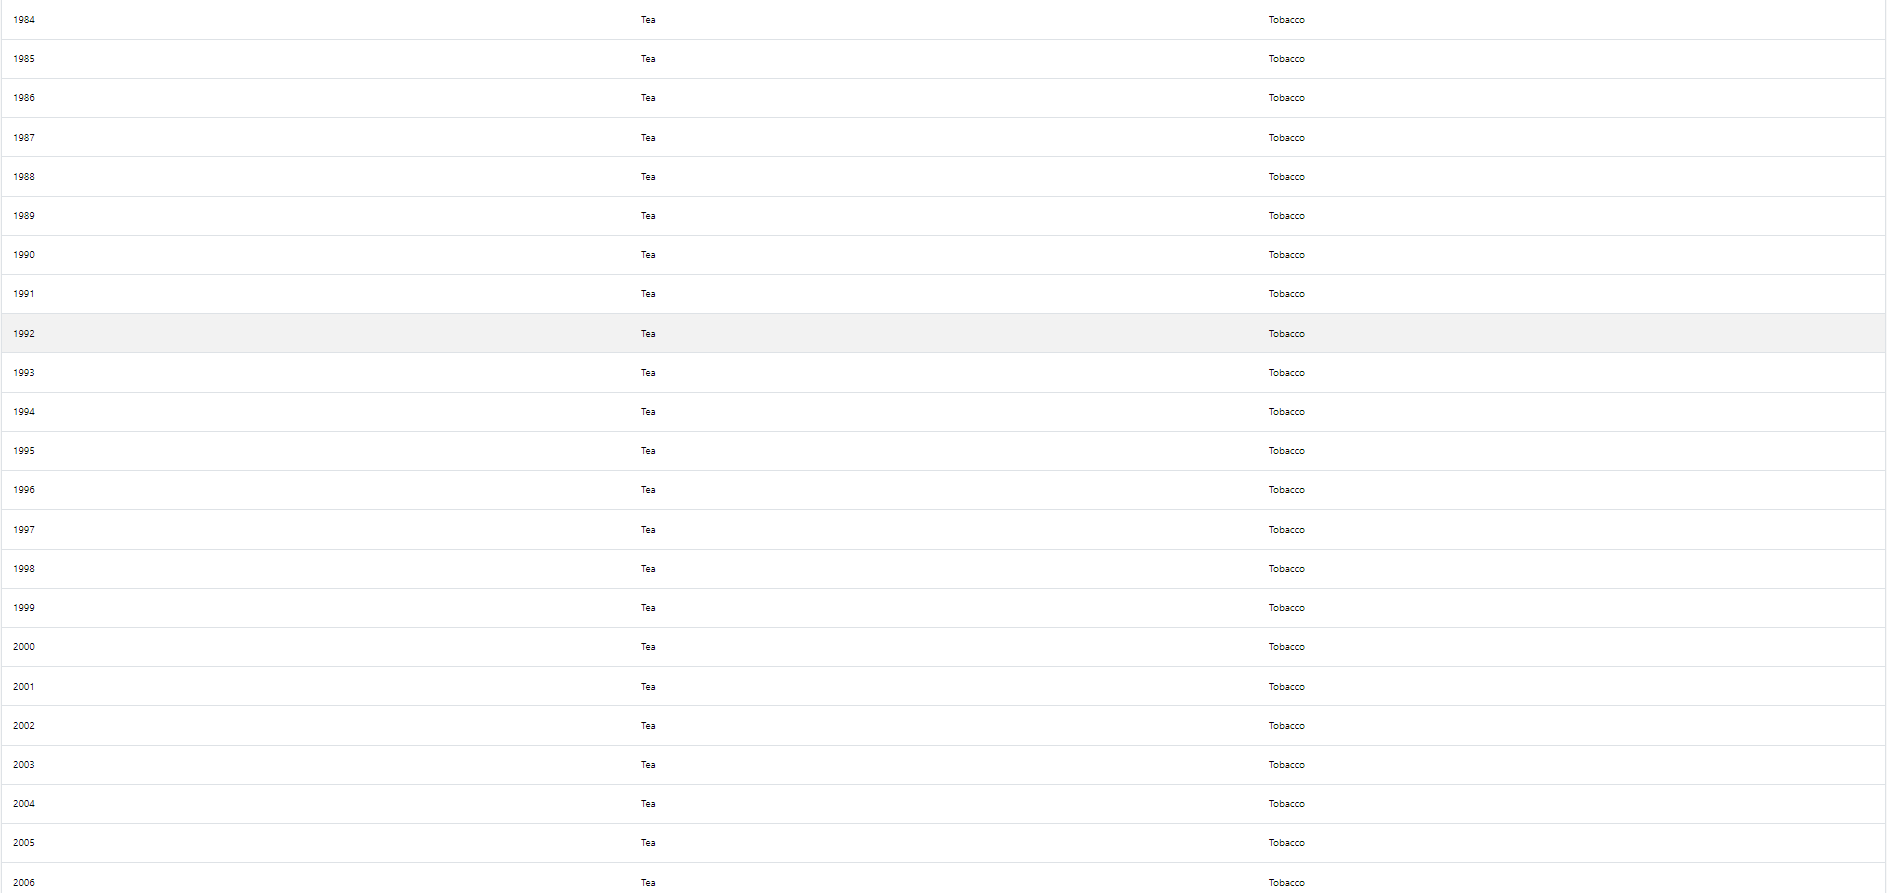 1984 Tea Tobacco
1985 Tea Tobacco
1986 Tea Tobacco
1987 Tea Tobacco
1988 Tea Tobacco
1989 Tea Tobacco
1990 Tea Tobacco
1991 Tea Tobacco
1992 Tea Tobacco
1993 Tea Tobacco
1994 Tea Tobacco
1995 Tea Tobacco
1996 Tea Tobacco
1997 Tea Tobacco
1998 Tea Tobacco
1999 Tea Tobacco
2000 Tea Tobacco
2001 Tea Tobacco
2002 Tea Tobacco
2003 Tea Tobacco
2004 Tea Tobacco
2005 Tea Tobacco
2006 Tea Tobacco